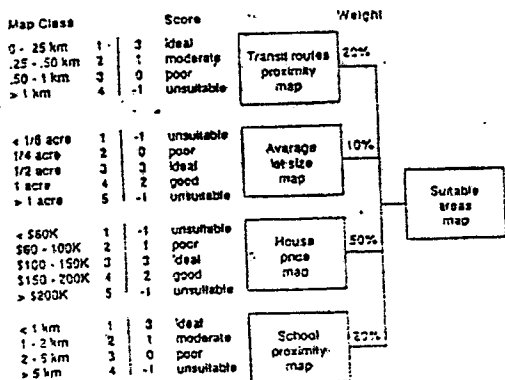 Map Class Score Weight
0 - 25 km 1 3 ideal
.25 - .50 km 2 1 moderate
.50 - 1 km 3 0 poor
> 1 km 4 -1 unsuitable
Transit routes
proximity
map
20%
< 1/8 acre 1 -1 unsuitable
1/4 acre 2 0 poor
1/2 acre 3 3 ideal
1 acre 4 2 good
> 1 acre 5 -1 unsuitable
Average
lot-size
map
10%
Suitable
areas
map
< $60K 1 -1 unsuitable
$60 - 100K 2 1 poor
$100 - 150K 3 3 ideal
$150 - 200K 4 2 good
> $200K 5 -1 unsuitable
House
price
map
50%
< 1 km 1 3 ideal
1 - 2 km 2 1 moderate
2 - 5 km 3 0 poor
> 5 km 4 -1 unsuitable
School
proximity
map
20%